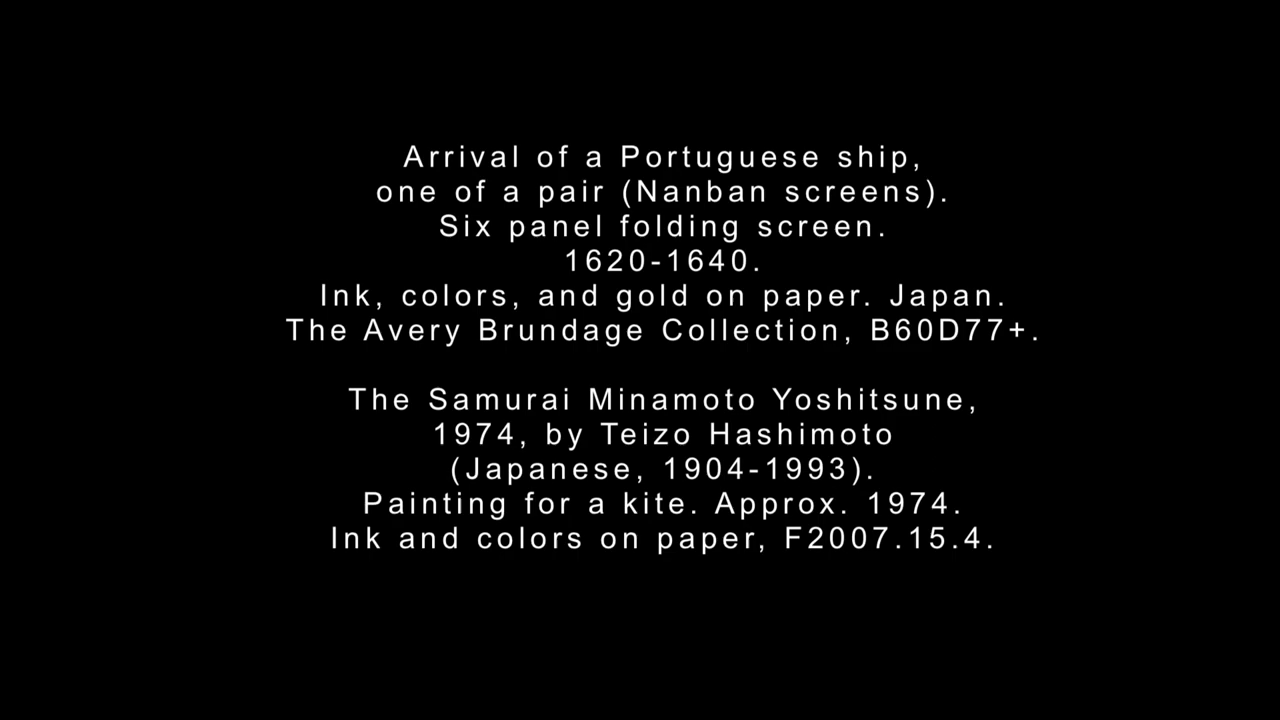 Arrival of a Portuguese ship,
one of a pair (Nanban screens).
Six panel folding screen.
1620-1640.
Ink, colors, and gold on paper. Japan.
The Avery Brundage Collection, B60D77+.
The Samurai Minamoto Yoshitsune,
1974, by Teizo Hashimoto
(Japanese, 1904-1993).
Painting for a kite. Approx. 1974.
Ink and colors on paper, F2007.15.4.